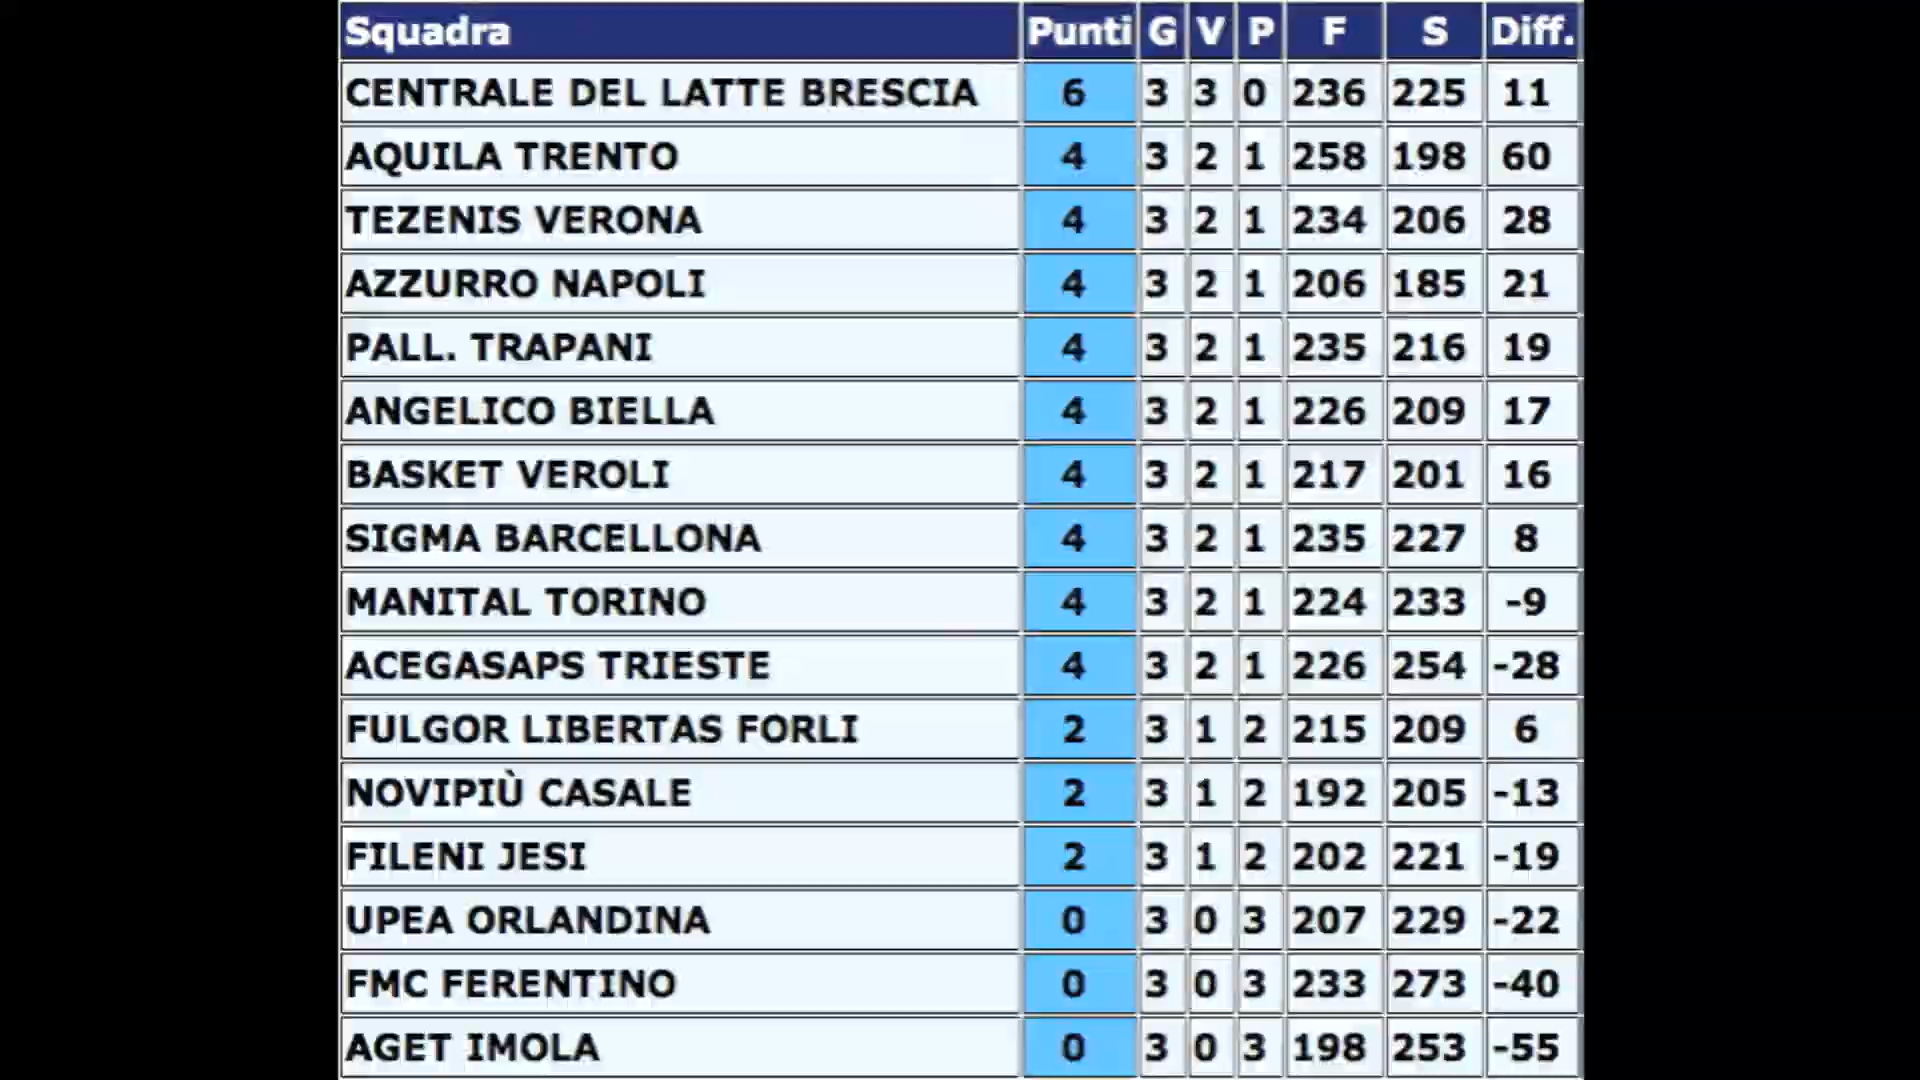 Squadra Punti G V P F S Diff.
CENTRALE DEL LATTE BRESCIA 6 3 3 0 236 225 11
AQUILA TRENTO 4 3 2 1 258 198 60
TEZENIS VERONA 4 3 2 1 234 206 28
AZZURRO NAPOLI 4 3 2 1 206 185 21
PALL. TRAPANI 4 3 2 1 235 216 19
ANGELICO BIELLA 4 3 2 1 226 209 17
BASKET VEROLI 4 3 2 1 217 201 16
SIGMA BARCELLONA 4 3 2 1 235 227 8
MANITAL TORINO 4 3 2 1 224 233 -9
ACEGASAPS TRIESTE 4 3 2 1 226 254 -28
FULGOR LIBERTAS FORLI 2 3 1 2 215 209 6
NOVIPIÙ CASALE 2 3 1 2 192 205 -13
FILENI JESI 2 3 1 2 202 221 -19
UPEA ORLANDINA 0 3 0 3 207 229 -22
FMC FERENTINO 0 3 0 3 233 273 -40
AGET IMOLA 0 3 0 3 198 253 -55